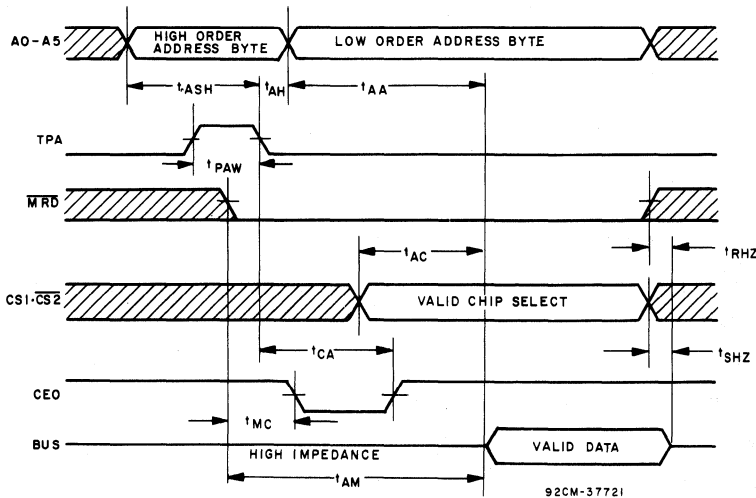 A0-A5
HIGH ORDER
ADDRESS BYTE
LOW ORDER ADDRESS BYTE
tASH
tAH
tAA
TPA
tPAW
MRD
tAC
tRHZ
CS1·CS2
VALID CHIP SELECT
tCA
tSHZ
CEO
tMC
BUS
HIGH IMPEDANCE
VALID DATA
tAM
92CM-37721